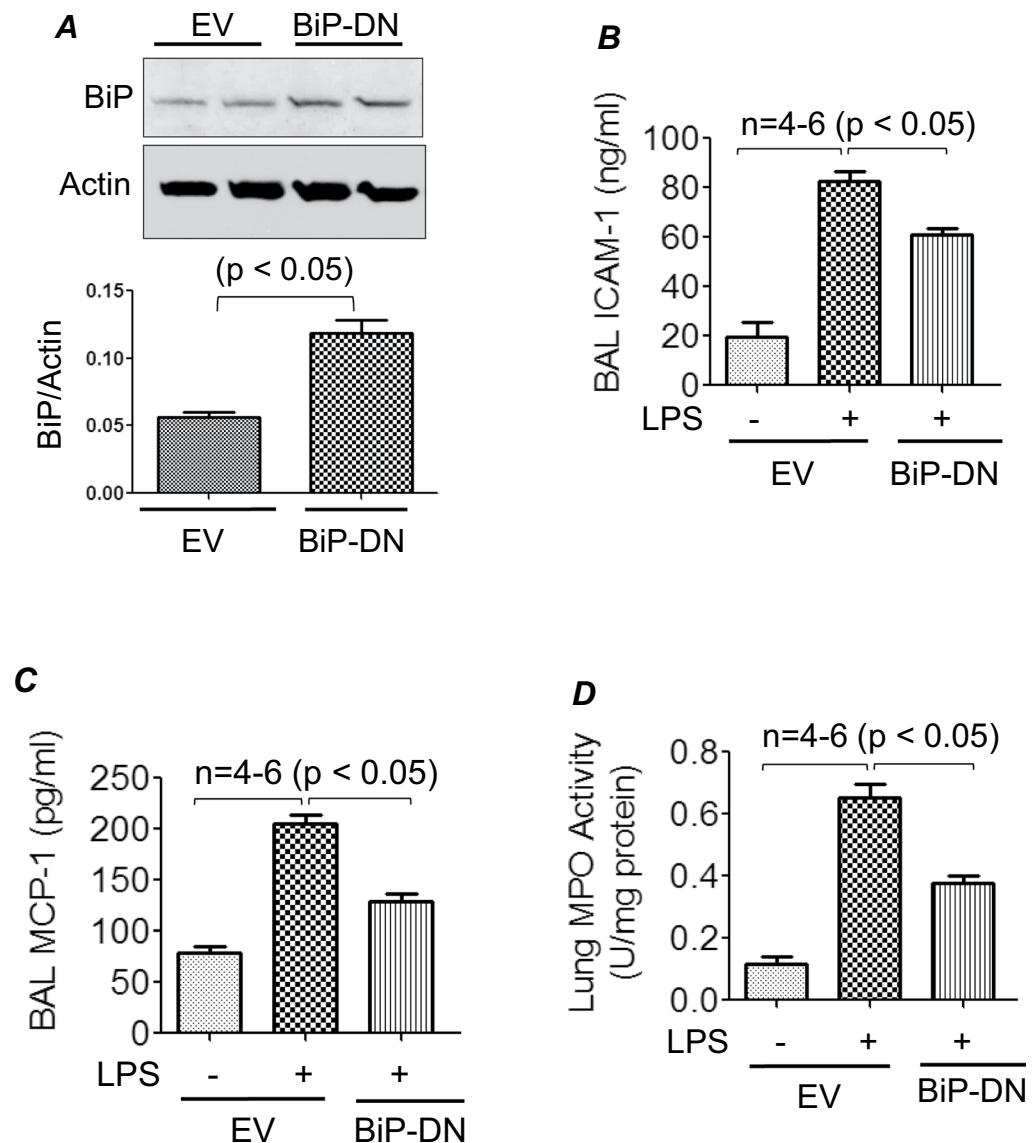 A
EV BiP-DN
BiP
Actin
(p < 0.05)
0.15
0.10
0.05
0.00
BiP/Actin
EV BiP-DN
B
n=4-6 (p < 0.05)
100
80
60
40
20
0
BAL ICAM-1 (ng/ml)
LPS - + +
EV BiP-DN
C
n=4-6 (p < 0.05)
250
200
150
100
50
0
BAL MCP-1 (pg/ml)
LPS - + +
EV BiP-DN
D
n=4-6 (p < 0.05)
0.8
0.6
0.4
0.2
0.0
Lung MPO Activity
(U/mg protein)
LPS - + +
EV BiP-DN